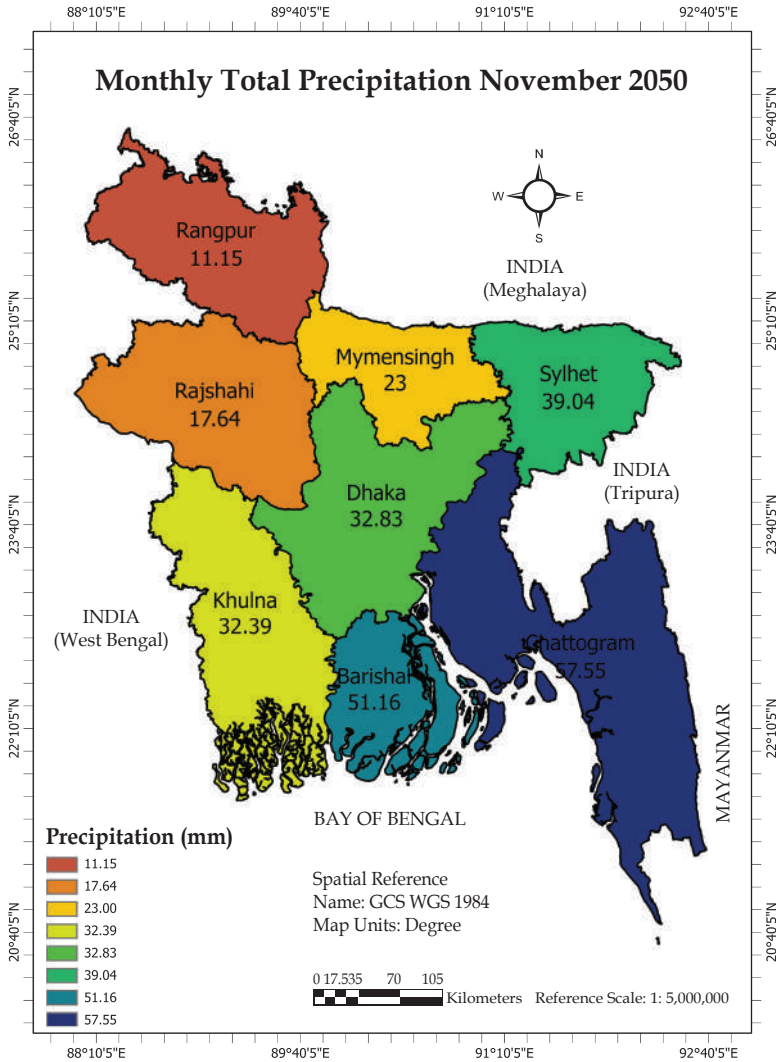 88°10'5"E 89°40'5"E 91°10'5"E 92°40'5"E
Monthly Total Precipitation November 2050
26°40'5"N 26°40'5"N
N
W E
S
Rangpur
11.15
INDIA
(Meghalaya)
25°10'5"N 25°10'5"N
Mymensingh
23
Sylhet
39.04
Rajshahi
17.64
INDIA
(Tripura)
Dhaka
32.83
23°40'5"N 23°40'5"N
Khulna
32.39
INDIA
(West Bengal)
Chattogram
57.55
Barishal
51.16
22°10'5"N 22°10'5"N
MAYANMAR
BAY OF BENGAL
Precipitation (mm)
11.15
17.64
23.00
32.39
32.83
39.04
51.16
57.55
Spatial Reference
Name: GCS WGS 1984
Map Units: Degree
20°40'5"N 20°40'5"N
0 17.535 70 105
Kilometers Reference Scale: 1: 5,000,000
88°10'5"E 89°40'5"E 91°10'5"E 92°40'5"E